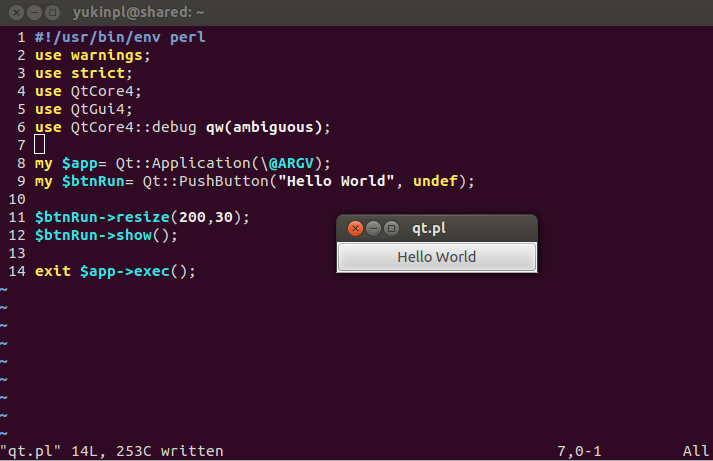 yukinpl@shared: ~
1 #!/usr/bin/env perl
2 use warnings;
3 use strict;
4 use QtCore4;
5 use QtGui4;
6 use QtCore4::debug qw(ambiguous);
7
8 my $app= Qt::Application(\@ARGV);
9 my $btnRun= Qt::PushButton("Hello World", undef);
10
11 $btnRun->resize(200,30);
12 $btnRun->show();
13
14 exit $app->exec();
~
~
~
~
~
~
~
~
~
qt.pl
Hello World
"qt.pl" 14L, 253C written 7,0-1 All